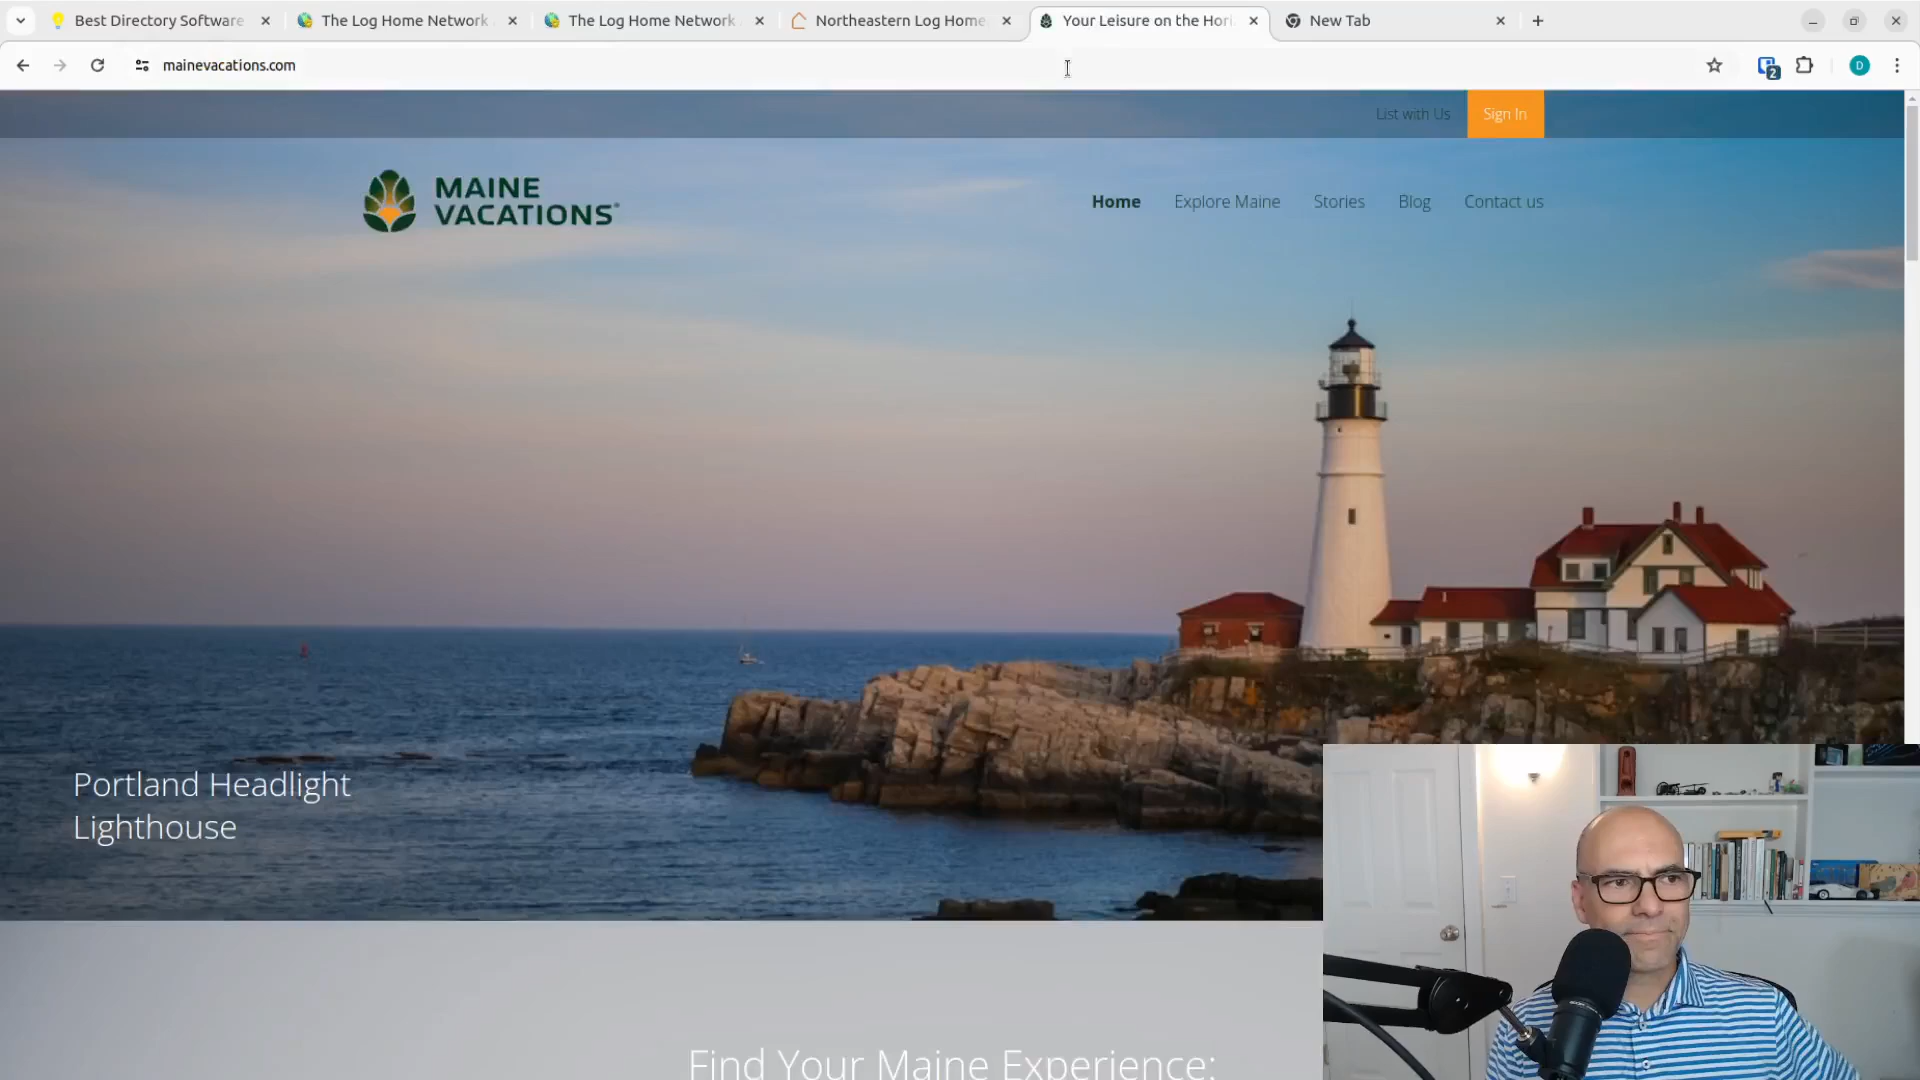 Best Directory Software
The Log Home Network
The Log Home Network
Northeastern Log Home
Your Leisure on the Hori
New Tab
mainevacations.com
2
D
List with Us
Sign In
MAINE
VACATIONS®
Home
Explore Maine
Stories
Blog
Contact us
Portland Headlight
Lighthouse
Find Your Maine Experience: